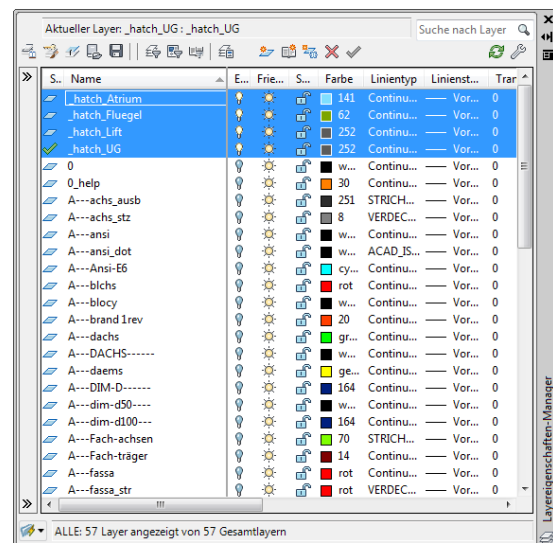 Aktueller Layer: _hatch_UG : _hatch_UG Suche nach Layer
S.. Name E... Frie... S... Farbe Linientyp Linienst... Tran
_hatch_Atrium 141 Continu... Vor... 0
_hatch_Fluegel 62 Continu... Vor... 0
_hatch_Lift 252 Continu... Vor... 0
_hatch_UG 252 Continu... Vor... 0
0 w... Continu... Vor... 0
0_help 30 Continu... Vor... 0
A---achs_ausb 251 STRICH... Vor... 0
A---achs_stz 8 VERDEC... Vor... 0
A---ansi w... Continu... Vor... 0
A---ansi_dot w... ACAD_IS... Vor... 0
A---Ansi-E6 cy... Continu... Vor... 0
A---blchs rot Continu... Vor... 0
A---blocy w... Continu... Vor... 0
A---brand 1rev 20 Continu... Vor... 0
A---dachs gr... Continu... Vor... 0
A---DACHS------ w... Continu... Vor... 0
A---daems ge... Continu... Vor... 0
A---DIM-D------ 164 Continu... Vor... 0
A---dim-d50---- w... Continu... Vor... 0
A---dim-d100--- 164 Continu... Vor... 0
A---Fach-achsen 70 STRICH... Vor... 0
A---Fach-träger 14 Continu... Vor... 0
A---fassa rot Continu... Vor... 0
A---fassa_str rot VERDEC... Vor... 0
ALLE: 57 Layer angezeigt von 57 Gesamtlayern
Layereigenschaften-Manager